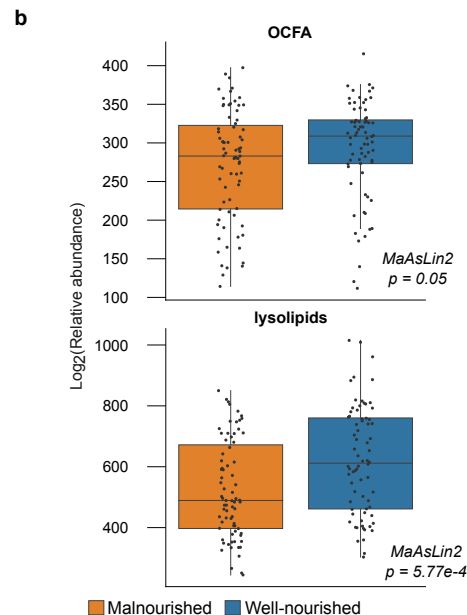 b
OCFA
400
350
300
250
200
150
100
MaAsLin2
p = 0.05
Log2(Relative abundance)
lysolipids
1000
800
600
400
MaAsLin2
p = 5.77e-4
Malnourished Well-nourished